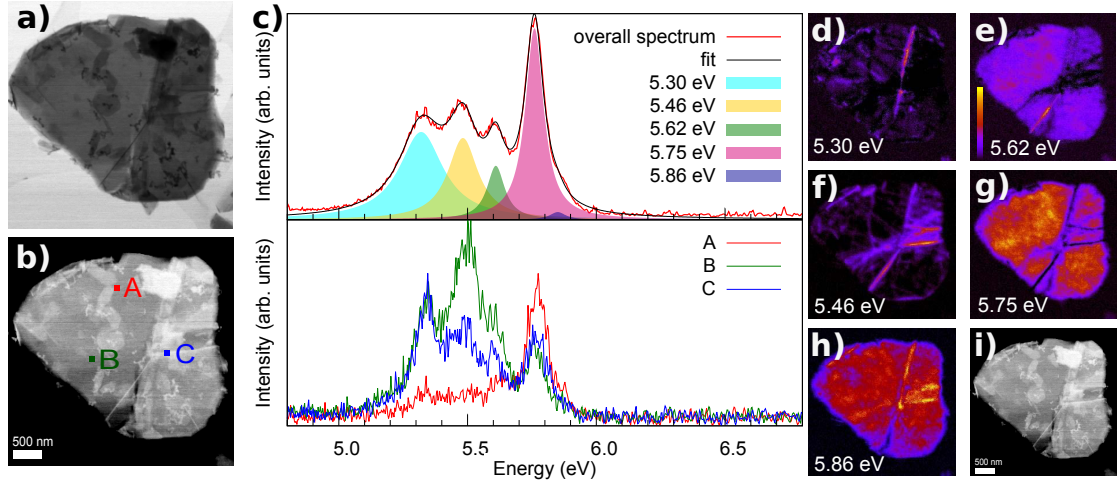 a)
b)
A
B
C
500 nm
c)
Intensity (arb. units)
overall spectrum
fit
5.30 eV
5.46 eV
5.62 eV
5.75 eV
5.86 eV
Intensity (arb. units)
A
B
C
5.0 5.5 6.0 6.5
Energy (eV)
d)
5.30 eV
e)
5.62 eV
f)
5.46 eV
g)
5.75 eV
h)
5.86 eV
i)
500 nm